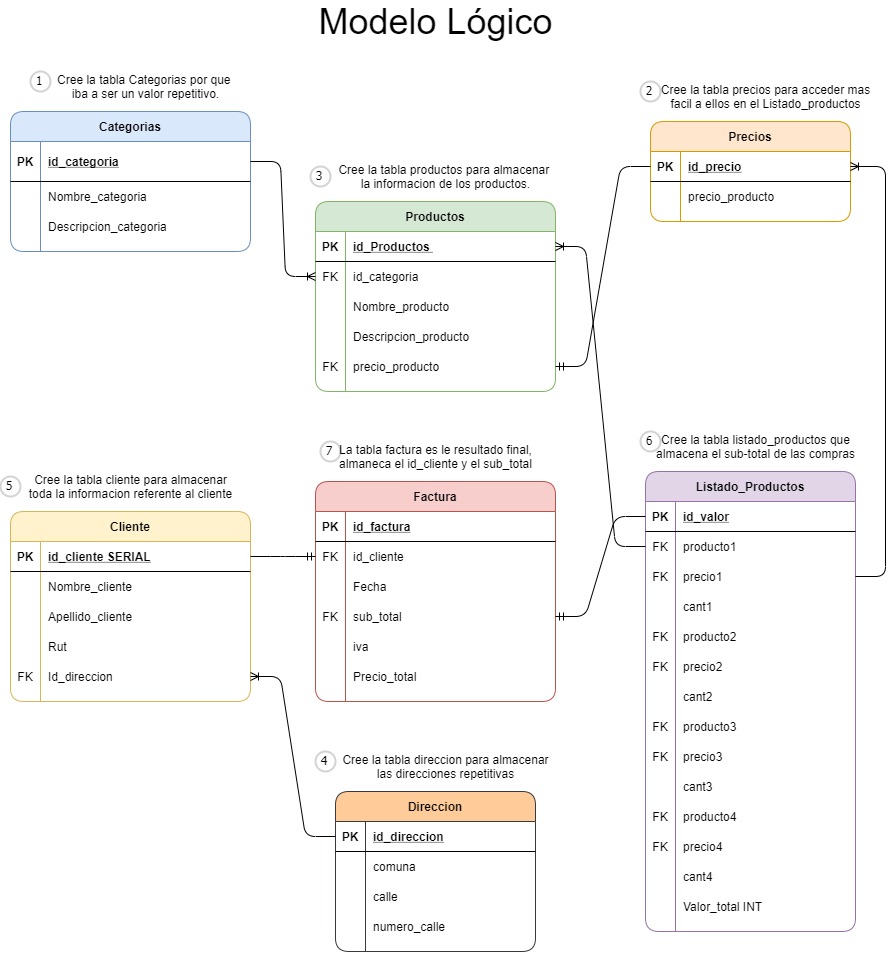 Modelo Lógico
1 Cree la tabla Categorias por que
iba a ser un valor repetitivo.
Categorias
PK id_categoria
Nombre_categoria
Descripcion_categoria
2 Cree la tabla precios para acceder mas
facil a ellos en el Listado_productos
Precios
PK id_precio
precio_producto
3 Cree la tabla productos para almacenar
la informacion de los productos.
Productos
PK id_Productos
FK id_categoria
Nombre_producto
Descripcion_producto
FK precio_producto
5 Cree la tabla cliente para almacenar
toda la informacion referente al cliente
Cliente
PK id_cliente SERIAL
Nombre_cliente
Apellido_cliente
Rut
FK Id_direccion
7 La tabla factura es le resultado final,
almaneca el id_cliente y el sub_total
Factura
PK id_factura
FK id_cliente
Fecha
FK sub_total
iva
Precio_total
6 Cree la tabla listado_productos que
almacena el sub-total de las compras
Listado_Productos
PK id_valor
FK producto1
FK precio1
cant1
FK producto2
FK precio2
cant2
FK producto3
FK precio3
cant3
FK producto4
FK precio4
cant4
Valor_total INT
4 Cree la tabla direccion para almacenar
las direcciones repetitivas
Direccion
PK id_direccion
comuna
calle
numero_calle